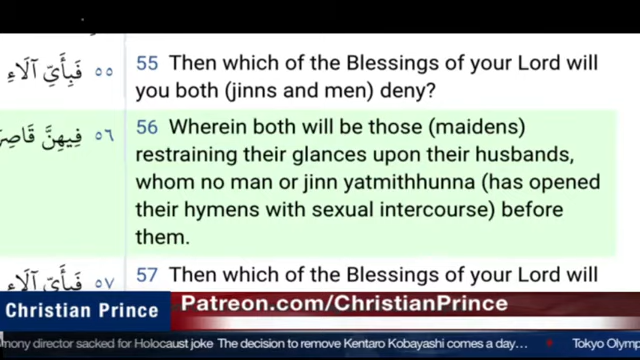 55 Then which of the Blessings of your Lord will
you both (jinns and men) deny?
فَبِأَيِّ آلَاءِ ٥٥
56 Wherein both will be those (maidens)
restraining their glances upon their husbands,
whom no man or jinn yatmithhunna (has opened
their hymens with sexual intercourse) before
them.
٥٦ فِيهِنَّ
57 Then which of the Blessings of your Lord will
٥٧ فَبِأَيِّ آلَاءِ
Christian Prince
Patreon.com/ChristianPrince
mony director sacked for Holocaust joke The decision to remove Kentaro Kobayashi comes a day… Tokyo Olymp